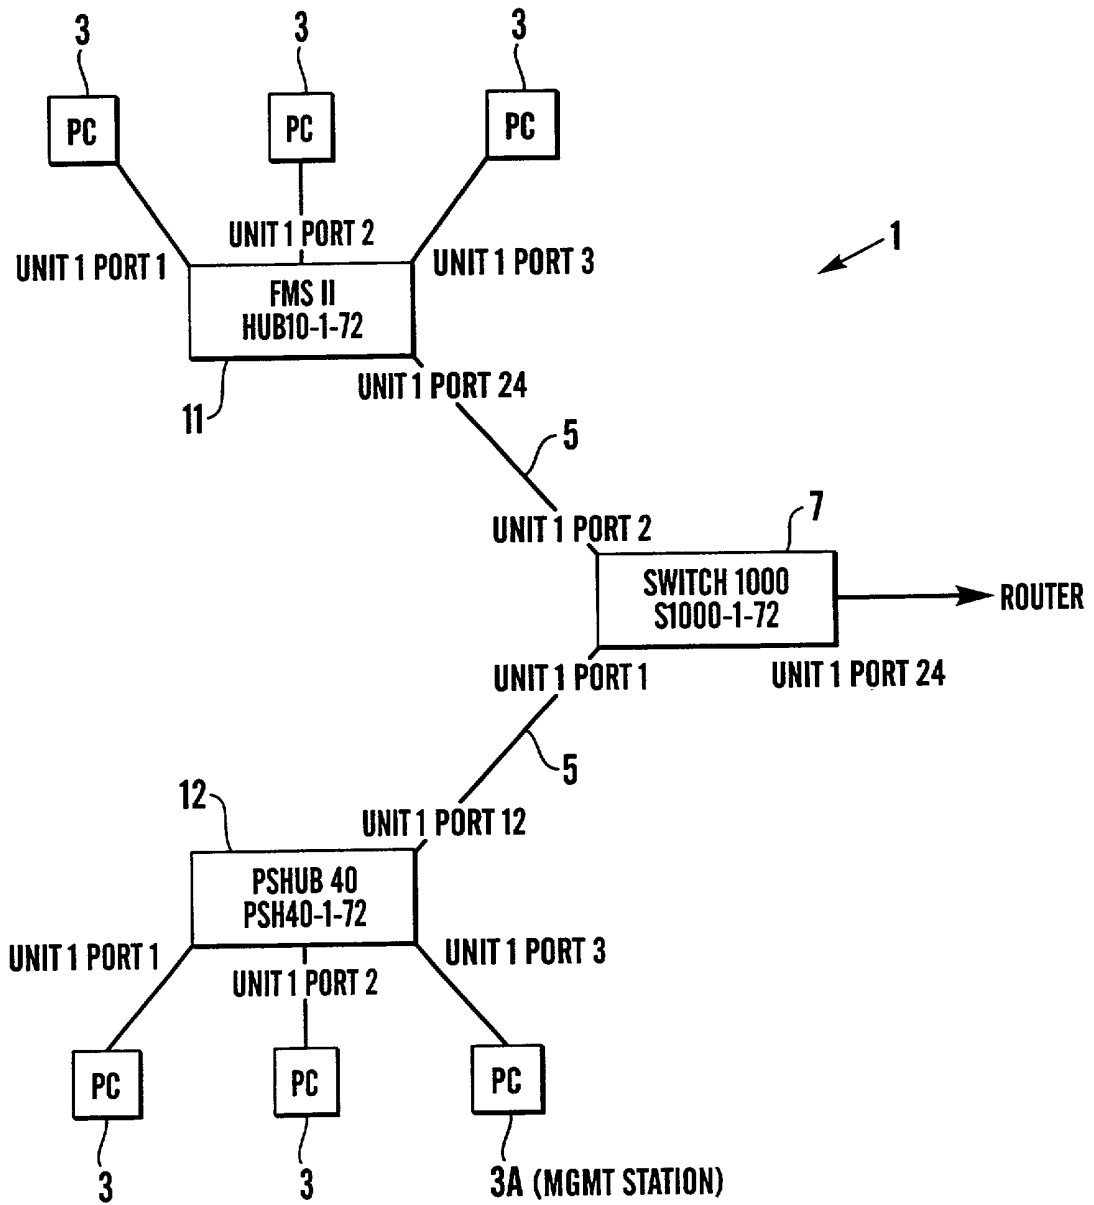 3
3
3
PC
PC
PC
UNIT 1 PORT 2
UNIT 1 PORT 1
UNIT 1 PORT 3
1
FMS II
HUB10-1-72
UNIT 1 PORT 24
11
5
UNIT 1 PORT 2
7
SWITCH 1000
S1000-1-72
ROUTER
UNIT 1 PORT 1
UNIT 1 PORT 24
5
12
UNIT 1 PORT 12
PSHUB 40
PSH40-1-72
UNIT 1 PORT 1
UNIT 1 PORT 3
UNIT 1 PORT 2
PC
PC
PC
3
3
3A (MGMT STATION)